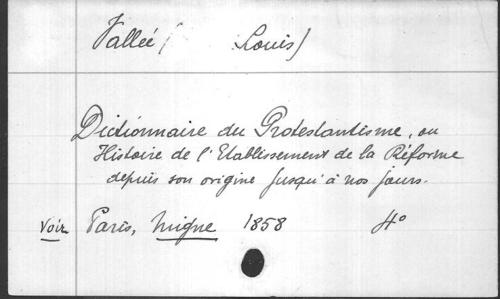 Vallée ( Louis)
Dictionnaire du Protestantisme, ou
Histoire de l'Etablissement de la Réforme
depuis son origine jusqu'à nos jours.
Voir Paris, Migne 1858 4°